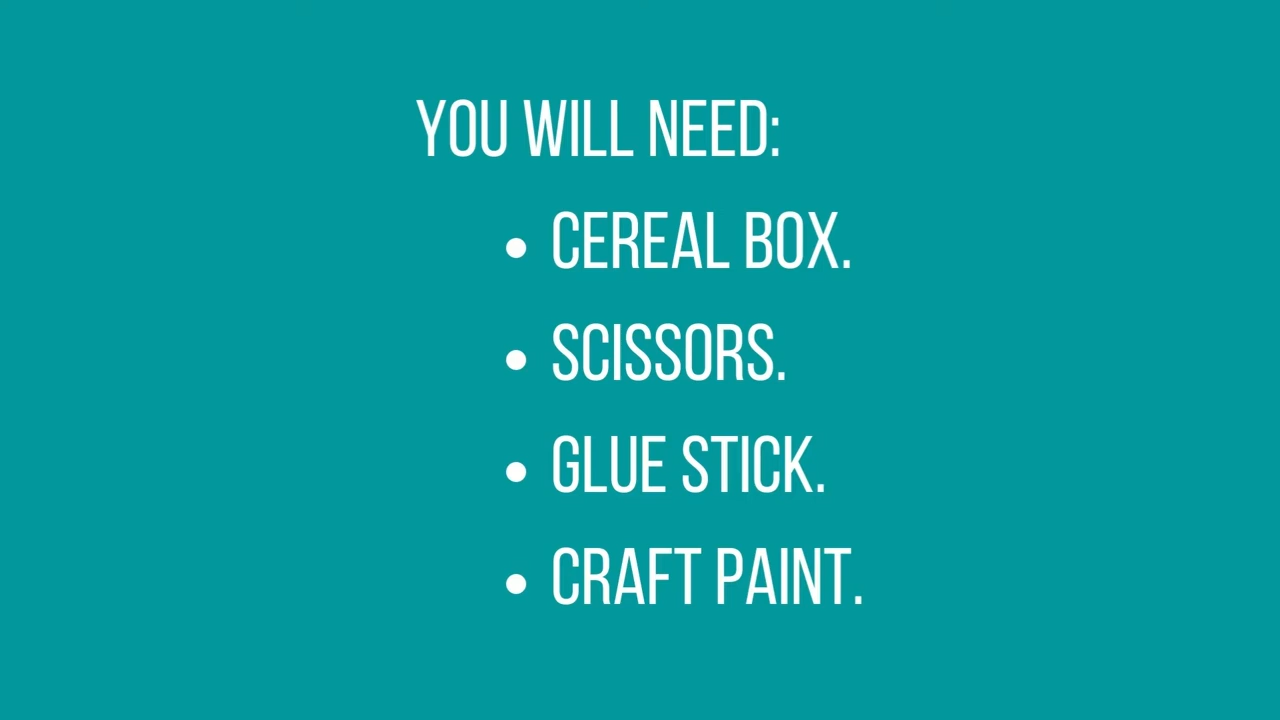 YOU WILL NEED:
• CEREAL BOX.
• SCISSORS.
• GLUE STICK.
• CRAFT PAINT.